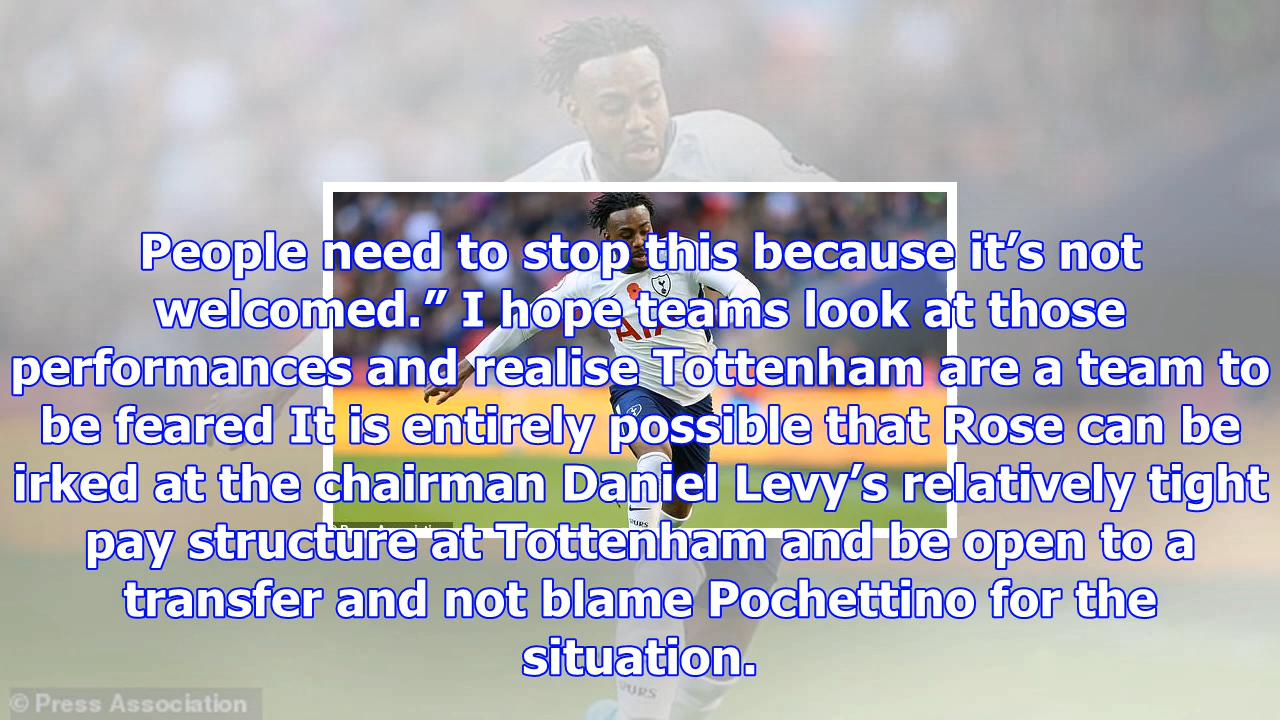 People need to stop this because it’s not
welcomed.” I hope teams look at those
performances and realise Tottenham are a team to
be feared It is entirely possible that Rose can be
irked at the chairman Daniel Levy’s relatively tight
pay structure at Tottenham and be open to a
transfer and not blame Pochettino for the
situation.
AIA
URS
© Press Association